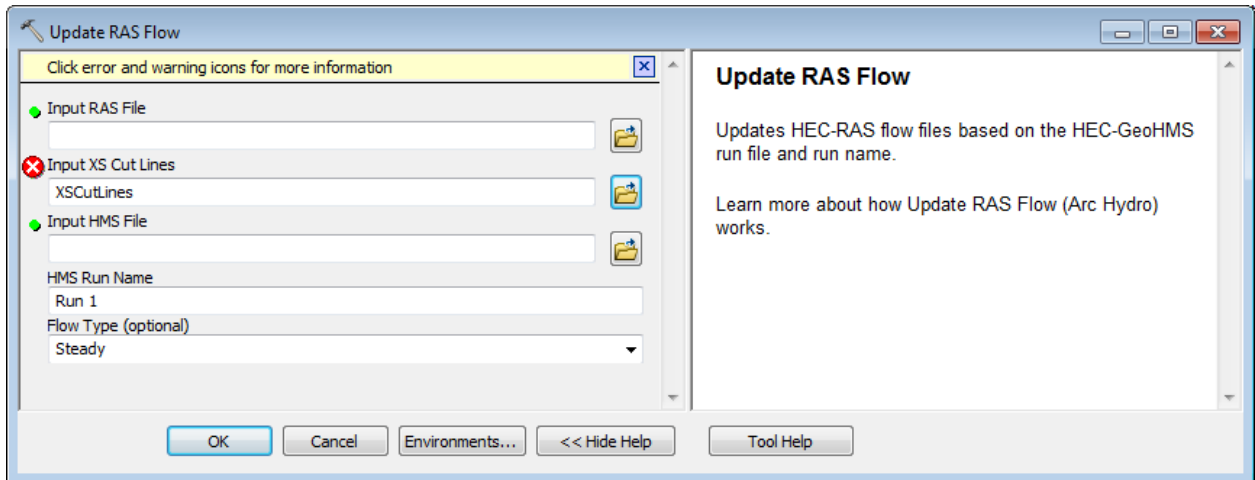 Update RAS Flow
Click error and warning icons for more information
Input RAS File
Input XS Cut Lines
XSCutLines
Input HMS File
HMS Run Name
Run 1
Flow Type (optional)
Steady
Update RAS Flow
Updates HEC-RAS flow files based on the HEC-GeoHMS
run file and run name.
Learn more about how Update RAS Flow (Arc Hydro)
works.
OK
Cancel
Environments...
<< Hide Help
Tool Help